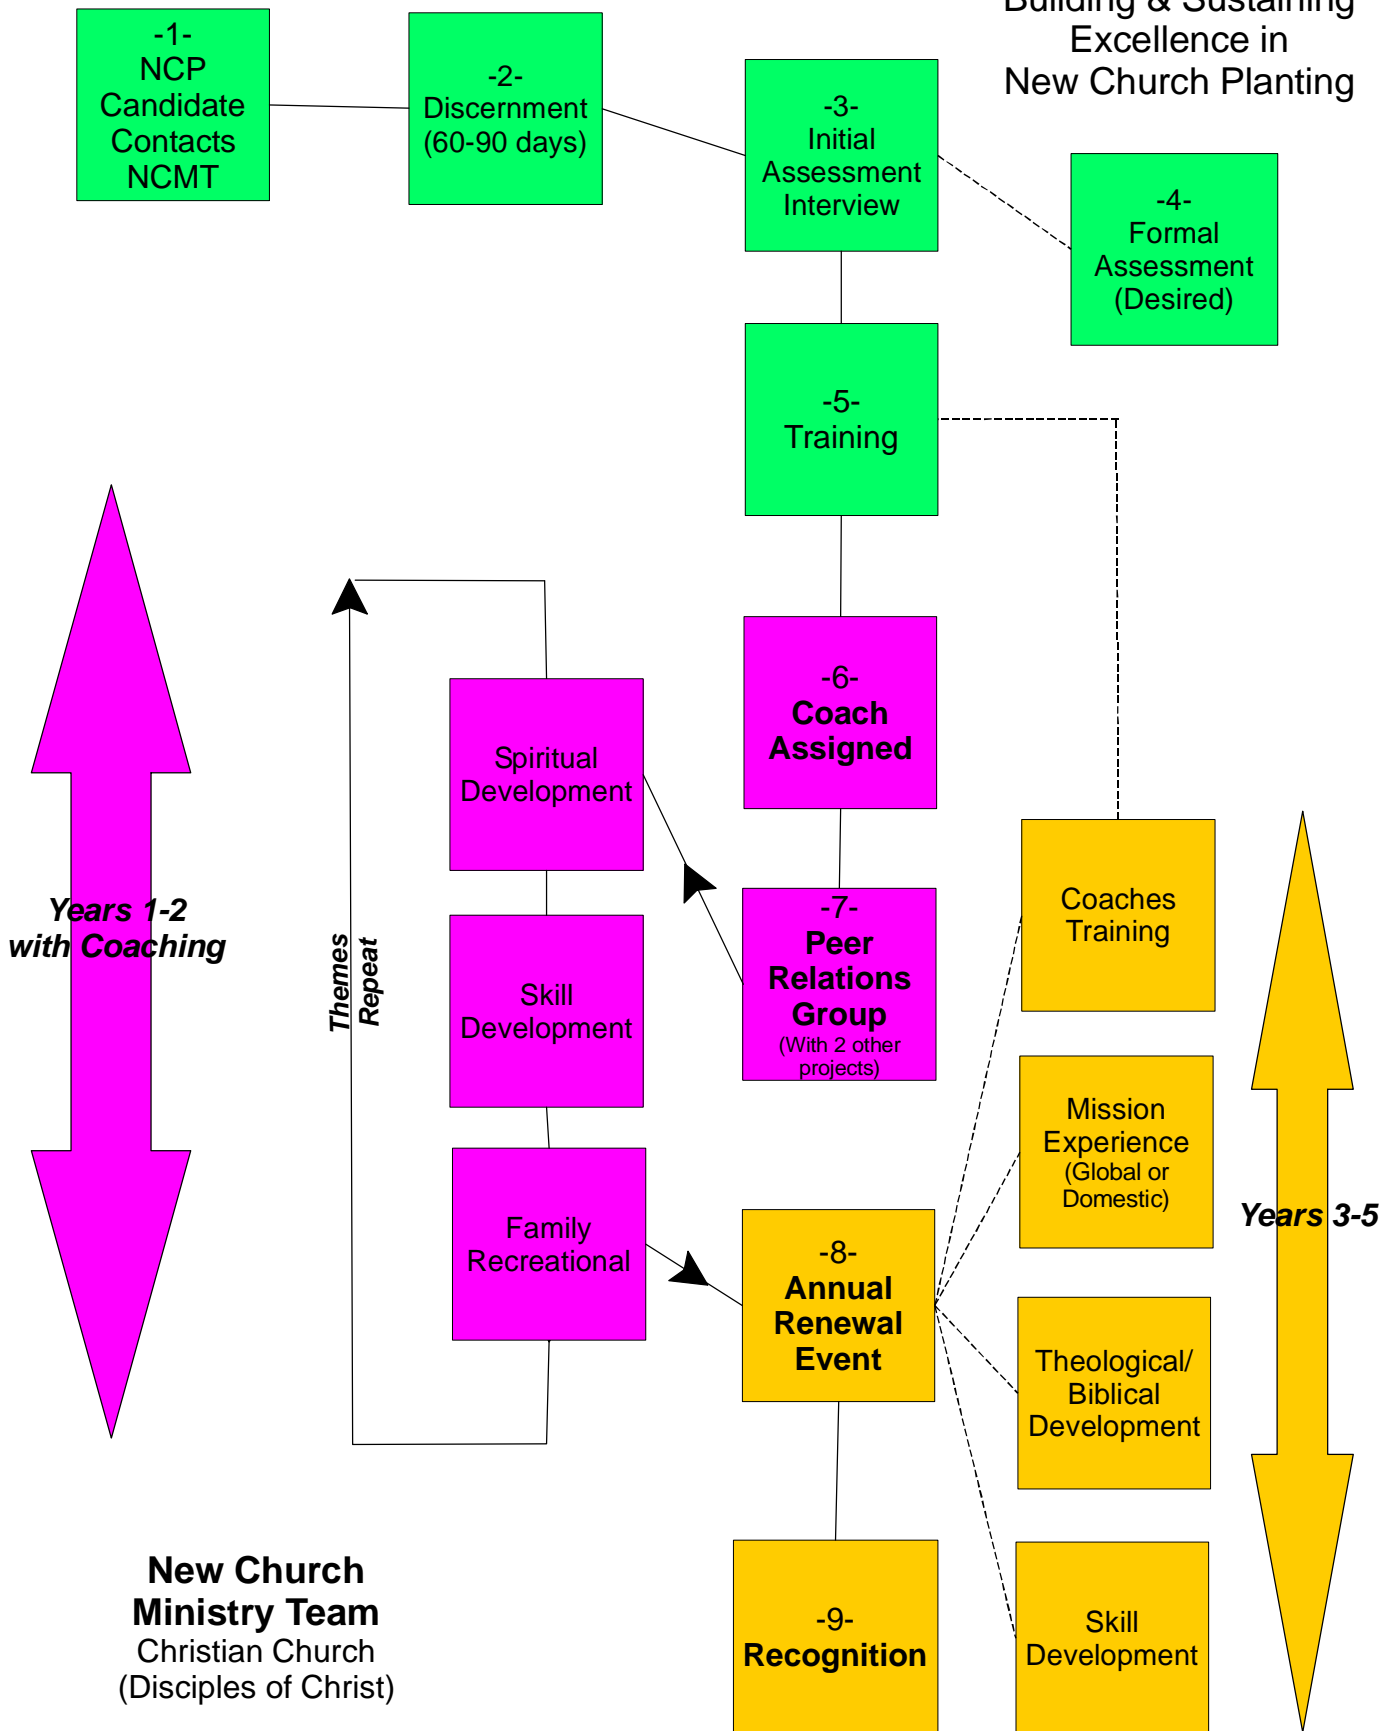 Building & Sustaining
Excellence in
New Church Planting
-1-
NCP
Candidate
Contacts
NCMT
-2-
Discernment
(60-90 days)
-3-
Initial
Assessment
Interview
-4-
Formal
Assessment
(Desired)
-5-
Training
-6-
Coach
Assigned
Spiritual
Development
-7-
Peer
Relations
Group
(With 2 other
projects)
Coaches
Training
Years 1-2
with Coaching
Themes
Repeat
Skill
Development
Mission
Experience
(Global or
Domestic)
Years 3-5
Family
Recreational
-8-
Annual
Renewal
Event
Theological/
Biblical
Development
New Church
Ministry Team
Christian Church
(Disciples of Christ)
-9-
Recognition
Skill
Development